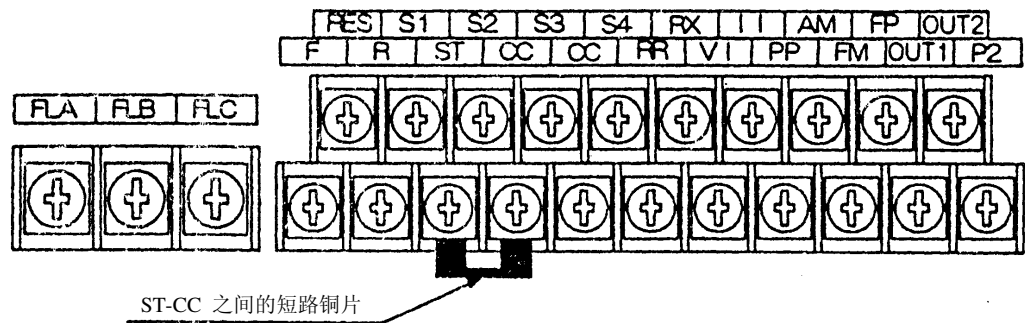 RES S1 S2 S3 S4 RX II AM FP OUT2
F R ST CC CC RR VI PP FM OUT1 P2
FLA FLB FLC
ST-CC 之间的短路铜片